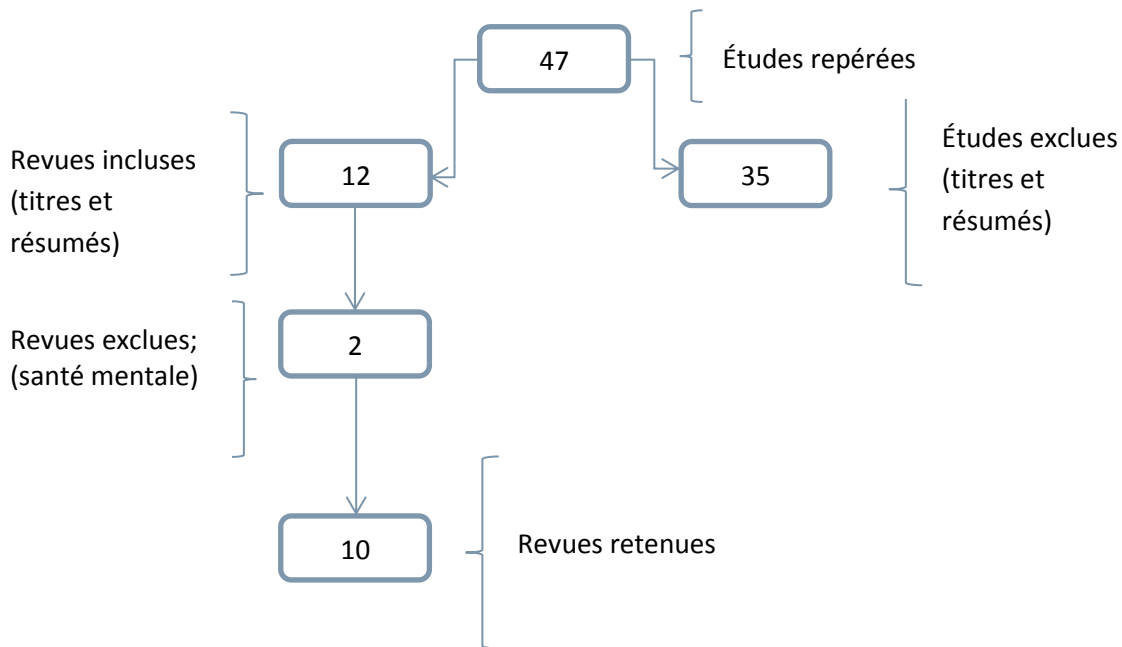 47
Études repérées
Revues incluses
(titres et
résumés)
12
35
Études exclues
(titres et
résumés)
Revues exclues;
(santé mentale)
2
10
Revues retenues